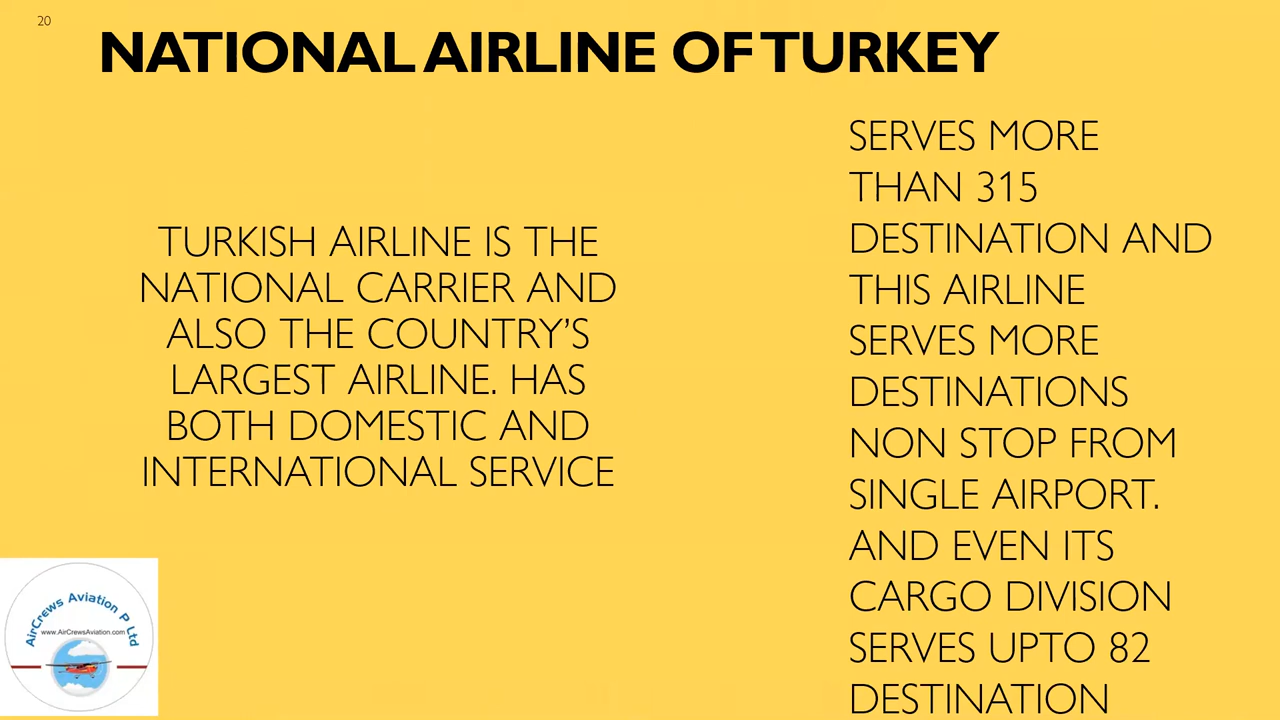 20
NATIONAL AIRLINE OF TURKEY
TURKISH AIRLINE IS THE
NATIONAL CARRIER AND
ALSO THE COUNTRY’S
LARGEST AIRLINE. HAS
BOTH DOMESTIC AND
INTERNATIONAL SERVICE
SERVES MORE
THAN 315
DESTINATION AND
THIS AIRLINE
SERVES MORE
DESTINATIONS
NON STOP FROM
SINGLE AIRPORT.
AND EVEN ITS
CARGO DIVISION
SERVES UPTO 82
DESTINATION
AirCrews Aviation P Ltd
www.AirCrewsAviation.com